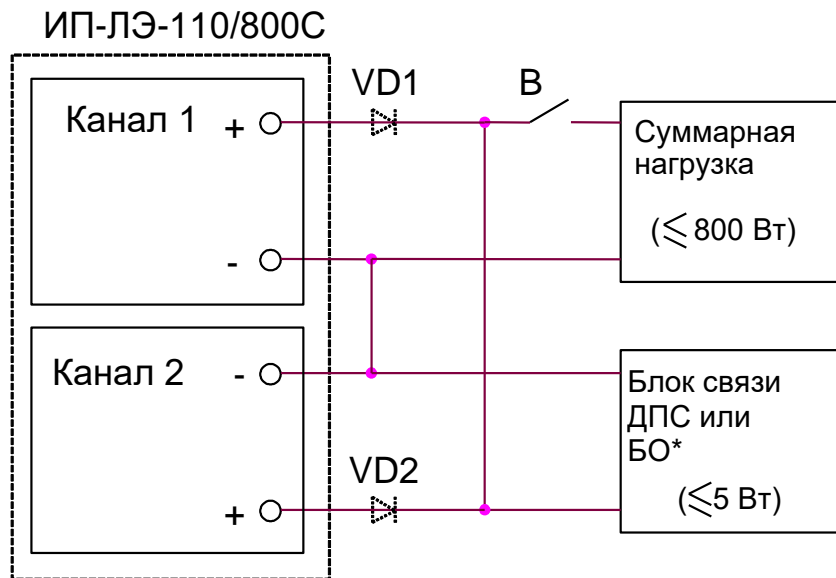 ИП-ЛЭ-110/800С
VD1
В
Канал 1
+
Суммарная
нагрузка
(⩽ 800 Вт)
-
Канал 2
-
Блок связи
ДПС или
БО*
(⩽5 Вт)
VD2
+